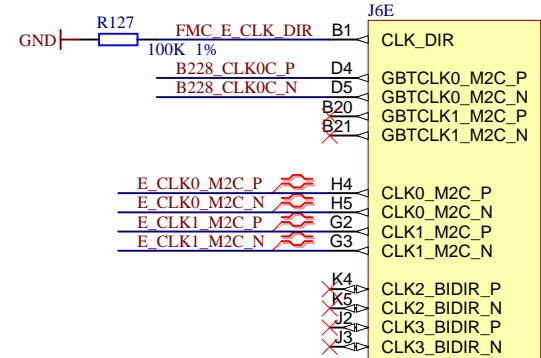 J6E
R127
GND
100K 1%
FMC_E_CLK_DIR B1 CLK_DIR
B228_CLK0C_P D4 GBTCLK0_M2C_P
B228_CLK0C_N D5 GBTCLK0_M2C_N
B20 GBTCLK1_M2C_P
B21 GBTCLK1_M2C_N
E_CLK0_M2C_P H4 CLK0_M2C_P
E_CLK0_M2C_N H5 CLK0_M2C_N
E_CLK1_M2C_P G2 CLK1_M2C_P
E_CLK1_M2C_N G3 CLK1_M2C_N
K4 CLK2_BIDIR_P
K5 CLK2_BIDIR_N
J2 CLK3_BIDIR_P
J3 CLK3_BIDIR_N